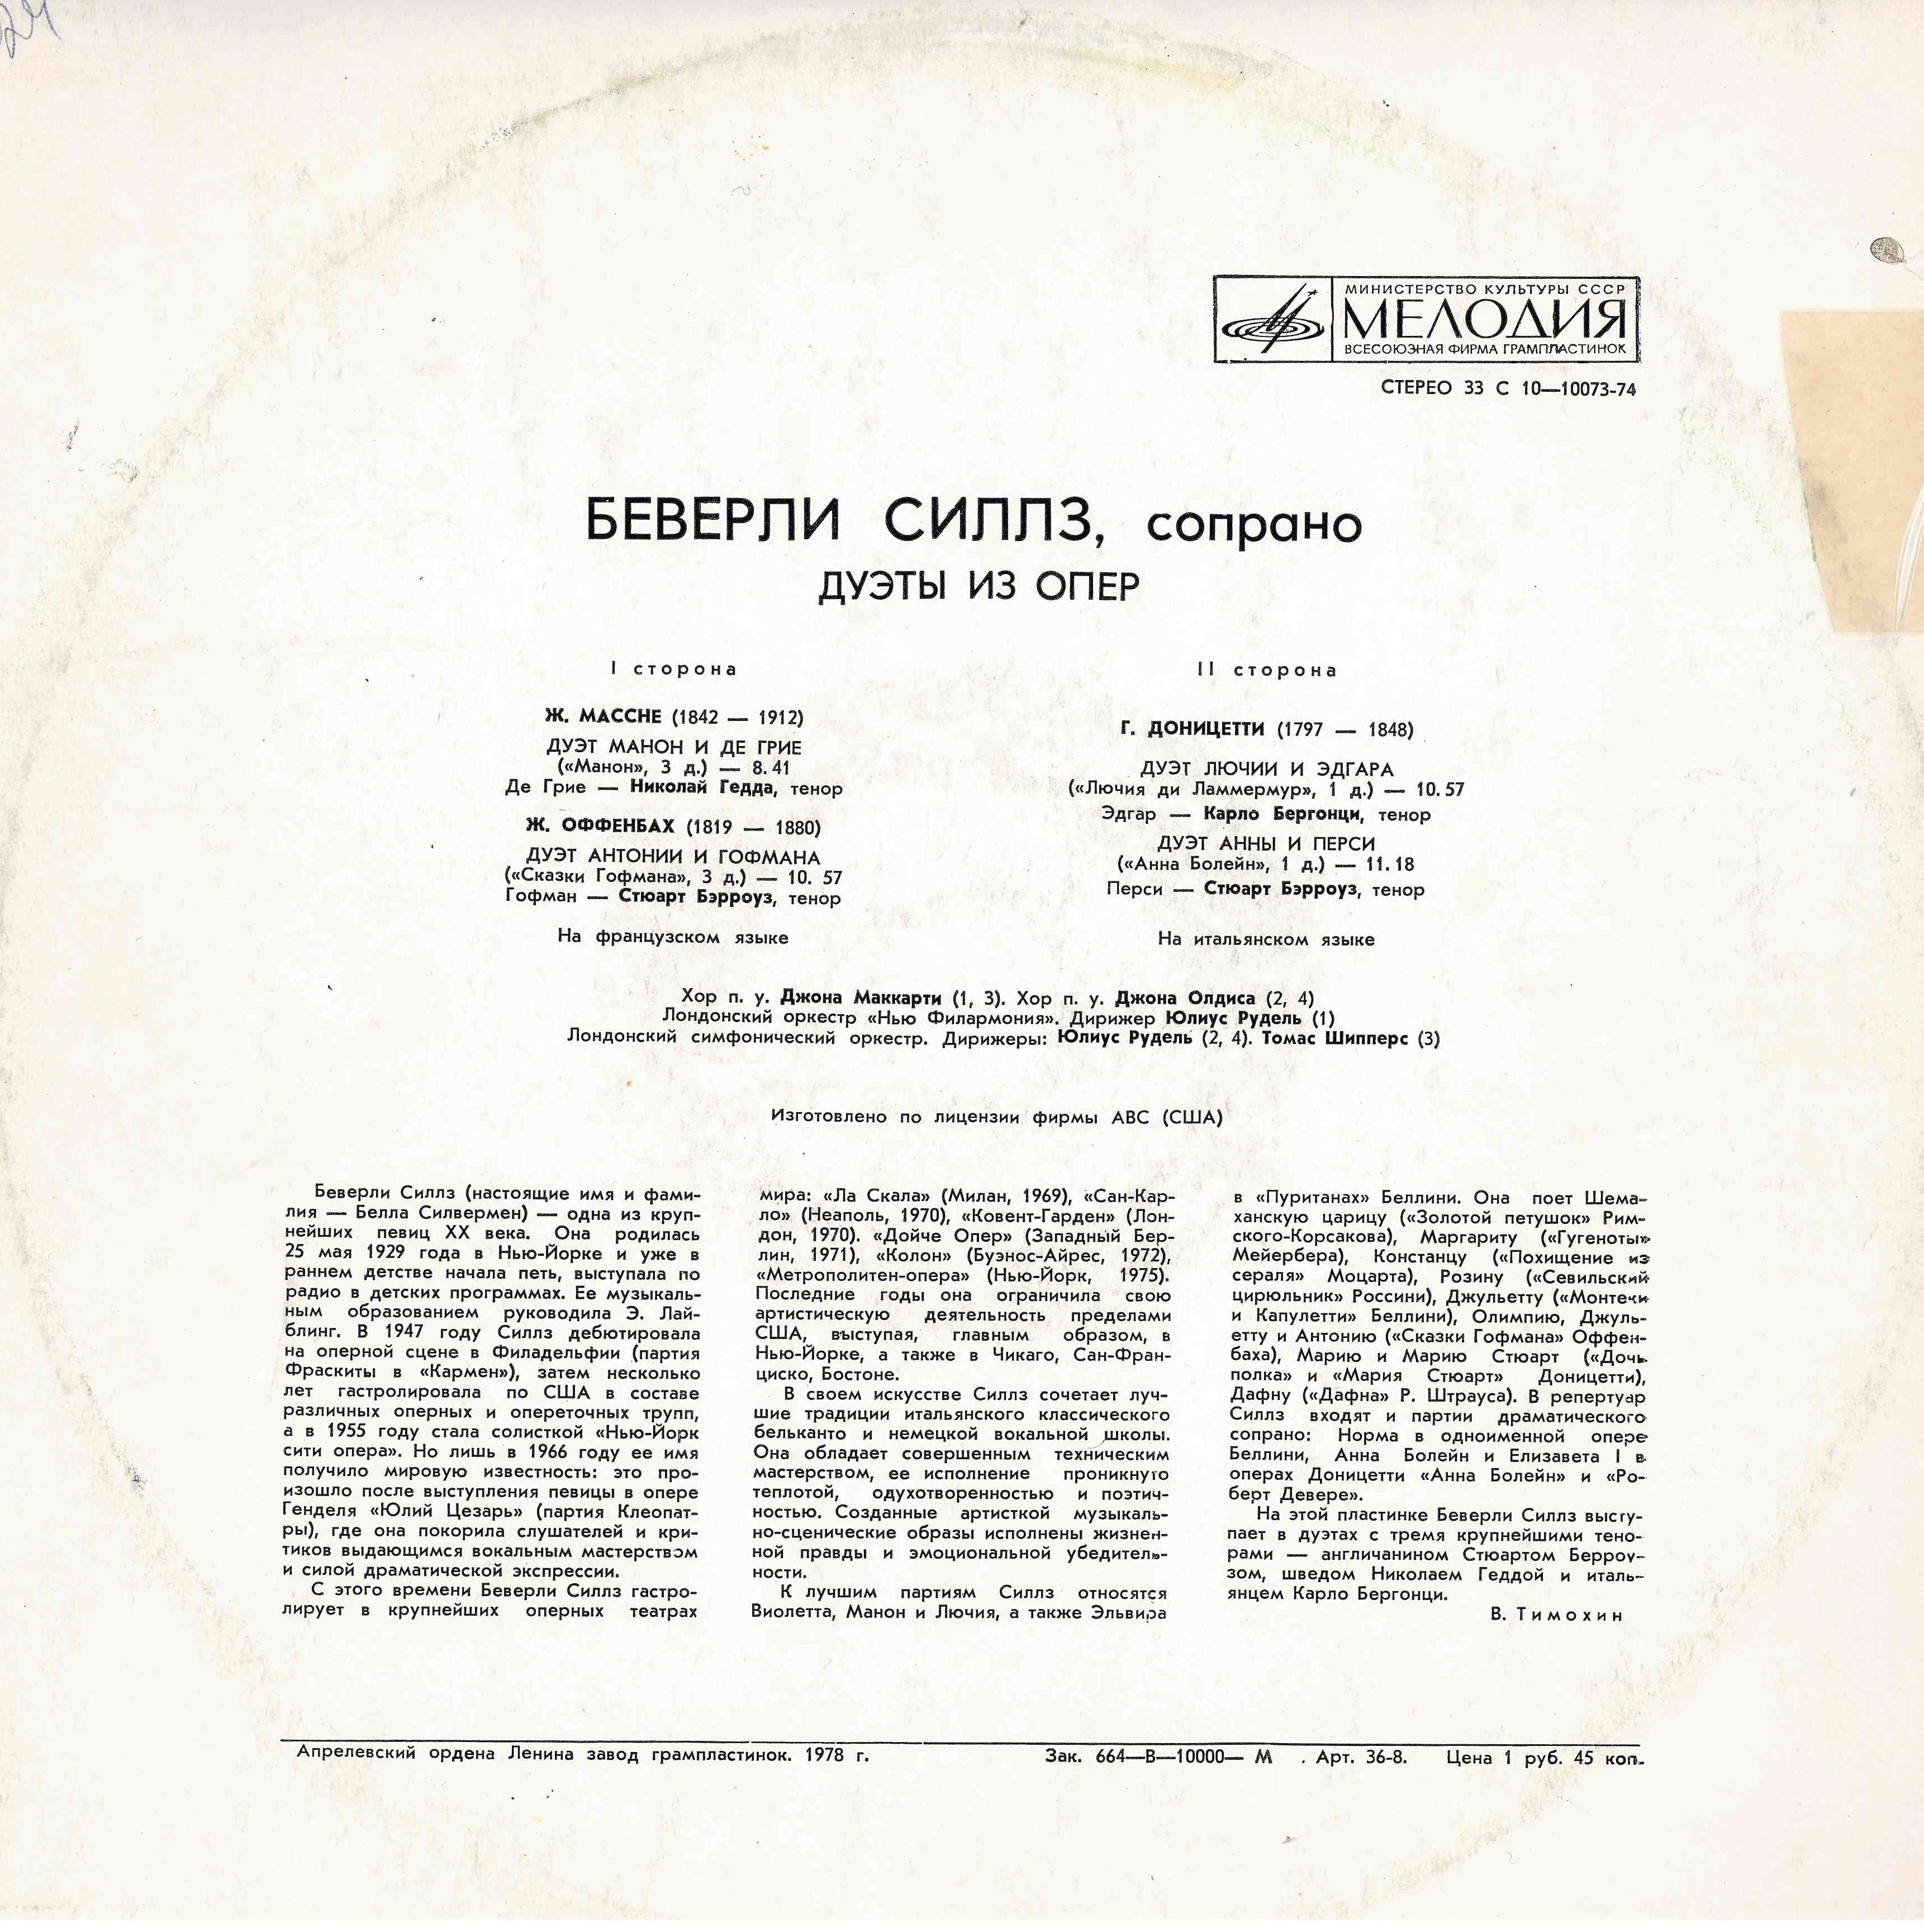 24
МИНИСТЕРСТВО КУЛЬТУРЫ СССР
МЕЛОДИЯ
ВСЕСОЮЗНАЯ ФИРМА ГРАМПЛАСТИНОК
СТЕРЕО 33 С 10—10073-74
БЕВЕРЛИ СИЛЛЗ, сопрано
ДУЭТЫ ИЗ ОПЕР
I сторона
Ж. МАССНЕ (1842 — 1912)
ДУЭТ МАНОН И ДЕ ГРИЕ
(«Манон», 3 д.) — 8. 41
Де Грие — Николай Гедда, тенор
Ж. ОФФЕНБАХ (1819 — 1880)
ДУЭТ АНТОНИИ И ГОФМАНА
(«Сказки Гофмана», 3 д.) — 10. 57
Гофман — Стюарт Бэрроуз, тенор
На французском языке
II сторона
Г. ДОНИЦЕТТИ (1797 — 1848)
ДУЭТ ЛЮЧИИ И ЭДГАРА
(«Лючия ди Ламмермур», 1 д.) — 10. 57
Эдгар — Карло Бергонци, тенор
ДУЭТ АННЫ И ПЕРСИ
(«Анна Болейн», 1 д.) — 11. 18
Перси — Стюарт Бэрроуз, тенор
На итальянском языке
Хор п. у. Джона Маккарти (1, 3). Хор п. у. Джона Олдиса (2, 4)
Лондонский оркестр «Нью Филармония». Дирижер Юлиус Рудель (1)
Лондонский симфонический оркестр. Дирижеры: Юлиус Рудель (2, 4). Томас Шипперс (3)
Изготовлено по лицензии фирмы АВС (США)
Беверли Силлз (настоящие имя и фами-
лия — Белла Силвермен) — одна из круп-
нейших певиц XX века. Она родилась
25 мая 1929 года в Нью-Йорке и уже в
раннем детстве начала петь, выступала по
радио в детских программах. Ее музыкаль-
ным образованием руководила Э. Лай-
блинг. В 1947 году Силлз дебютировала
на оперной сцене в Филадельфии (партия
Фраскиты в «Кармен»), затем несколько
лет гастролировала по США в составе
различных оперных и опереточных трупп,
а в 1955 году стала солисткой «Нью-Йорк
сити опера». Но лишь в 1966 году ее имя
получило мировую известность: это про-
изошло после выступления певицы в опере
Генделя «Юлий Цезарь» (партия Клеопат-
ры), где она покорила слушателей и кри-
тиков выдающимся вокальным мастерством
и силой драматической экспрессии.
С этого времени Беверли Силлз гастро-
лирует в крупнейших оперных театрах
мира: «Ла Скала» (Милан, 1969), «Сан-Кар-
ло» (Неаполь, 1970), «Ковент-Гарден» (Лон-
дон, 1970). «Дойче Опер» (Западный Бер-
лин, 1971), «Колон» (Буэнос-Айрес, 1972),
«Метрополитен-опера» (Нью-Йорк, 1975).
Последние годы она ограничила свою
артистическую деятельность пределами
США, выступая, главным образом, в
Нью-Йорке, а также в Чикаго, Сан-Фран-
циско, Бостоне.
В своем искусстве Силлз сочетает луч-
шие традиции итальянского классического
бельканто и немецкой вокальной школы.
Она обладает совершенным техническим
мастерством, ее исполнение проникнуто
теплотой, одухотворенностью и поэтич-
ностью. Созданные артисткой музыкаль-
но-сценические образы исполнены жизнен-
ной правды и эмоциональной убедитель-
ности.
К лучшим партиям Силлз относятся
Виолетта, Манон и Лючия, а также Эльвира
в «Пуританах» Беллини. Она поет Шема-
ханскую царицу («Золотой петушок» Рим-
ского-Корсакова), Маргариту («Гугеноты»
Мейербера), Констанцу («Похищение из
сераля» Моцарта), Розину («Севильский
цирюльник» Россини), Джульетту («Монтеки
и Капулетти» Беллини), Олимпию, Джуль-
етту и Антонию («Сказки Гофмана» Оффен-
баха), Марию и Марию Стюарт («Дочь
полка» и «Мария Стюарт» Доницетти),
Дафну («Дафна» Р. Штрауса). В репертуар
Силлз входят и партии драматического
сопрано: Норма в одноименной опере
Беллини, Анна Болейн и Елизавета I в
операх Доницетти «Анна Болейн» и «Ро-
берт Девере».
На этой пластинке Беверли Силлз высту-
пает в дуэтах с тремя крупнейшими тено-
рами — англичанином Стюартом Берроу-
зом, шведом Николаем Геддой и италь-
янцем Карло Бергонци.
В. Тимохин
Апрелевский ордена Ленина завод грампластинок. 1978 г.
Зак. 664—В—10000— М . Арт. 36-8. Цена 1 руб. 45 коп.